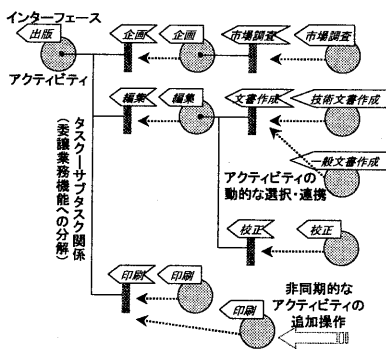 インターフェース
出版
企画
企画
市場調査
市場調査
アクティビティ
編集
編集
文書作成
技術文書作成
一般文書作成
アクティビティの
動的な選択・連携
タスクーサブタスク関係
(委譲業務機能への分解)
校正
校正
印刷
印刷
印刷
非同期的な
アクティビティの
追加操作